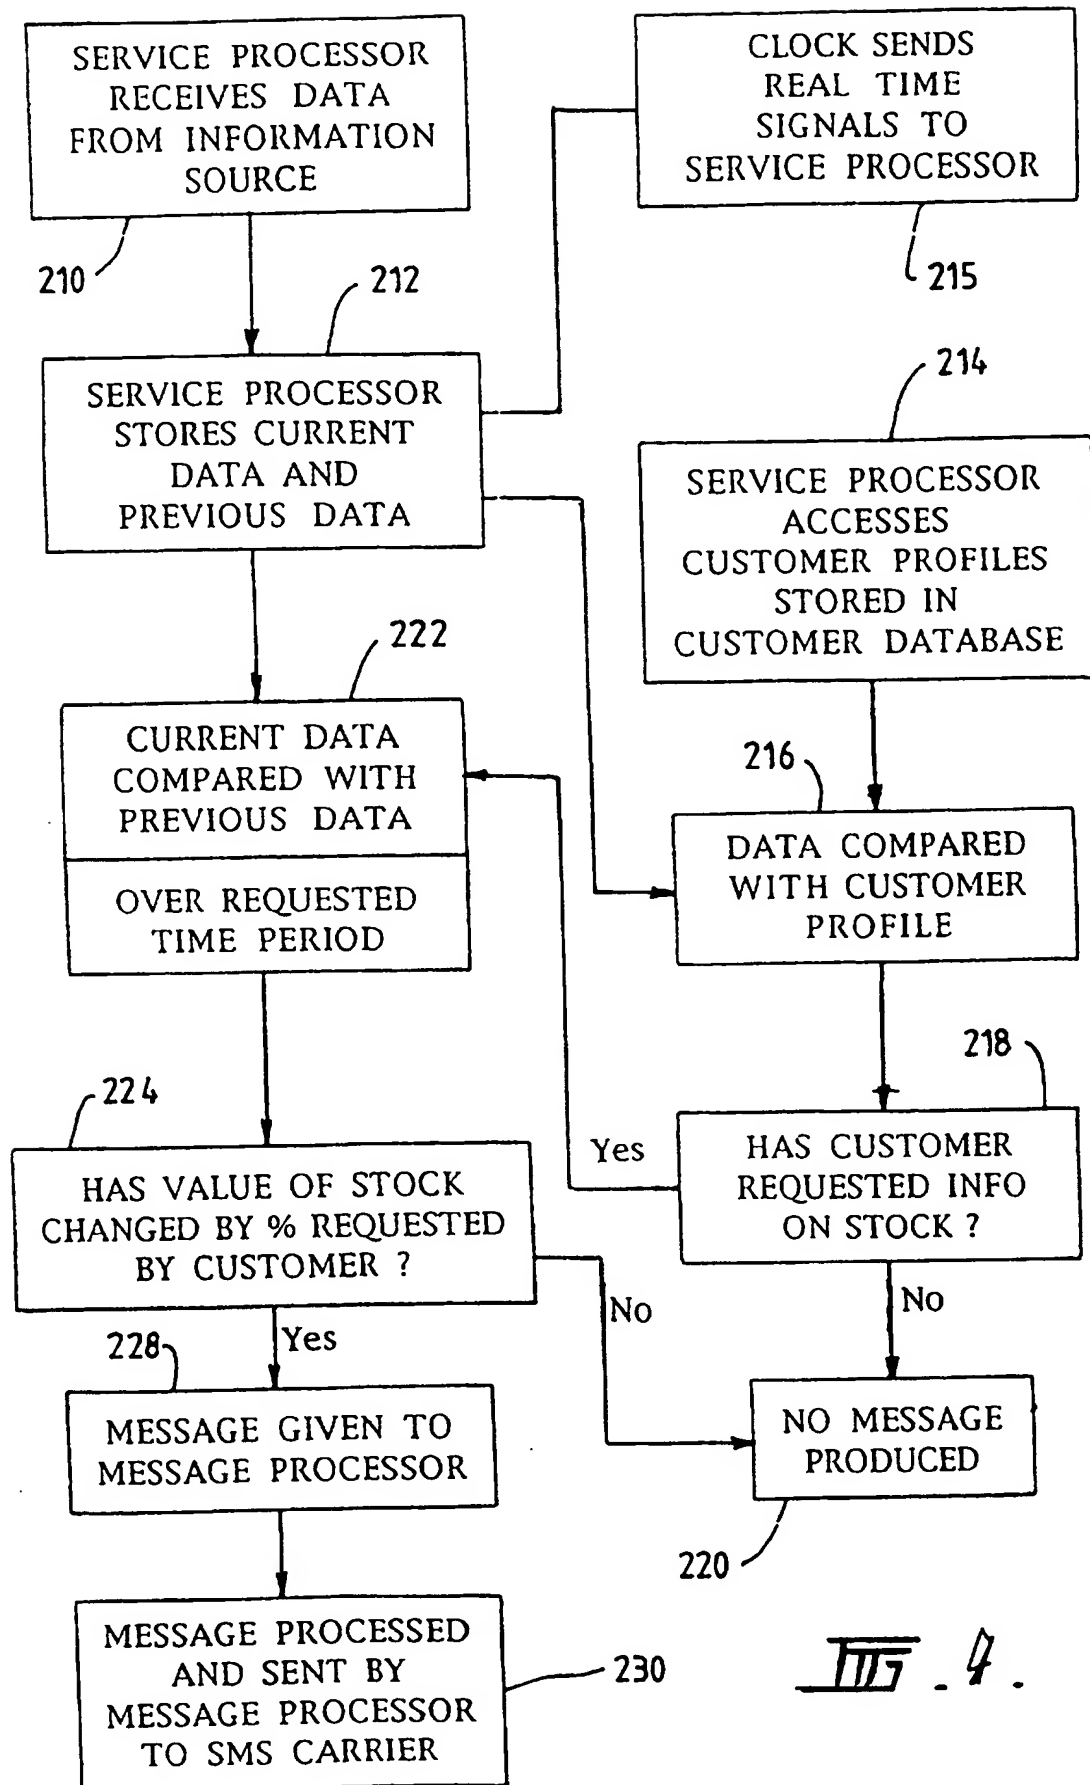 SERVICE PROCESSOR
RECEIVES DATA
FROM INFORMATION
SOURCE
210
CLOCK SENDS
REAL TIME
SIGNALS TO
SERVICE PROCESSOR
215
212
SERVICE PROCESSOR
STORES CURRENT
DATA AND
PREVIOUS DATA
214
SERVICE PROCESSOR
ACCESSES
CUSTOMER PROFILES
STORED IN
CUSTOMER DATABASE
222
CURRENT DATA
COMPARED WITH
PREVIOUS DATA
OVER REQUESTED
TIME PERIOD
216
DATA COMPARED
WITH CUSTOMER
PROFILE
218
HAS CUSTOMER
REQUESTED INFO
ON STOCK ?
Yes
No
224
HAS VALUE OF STOCK
CHANGED BY % REQUESTED
BY CUSTOMER ?
No
Yes
228
MESSAGE GIVEN TO
MESSAGE PROCESSOR
NO MESSAGE
PRODUCED
220
MESSAGE PROCESSED
AND SENT BY
MESSAGE PROCESSOR
TO SMS CARRIER
230
FIG.